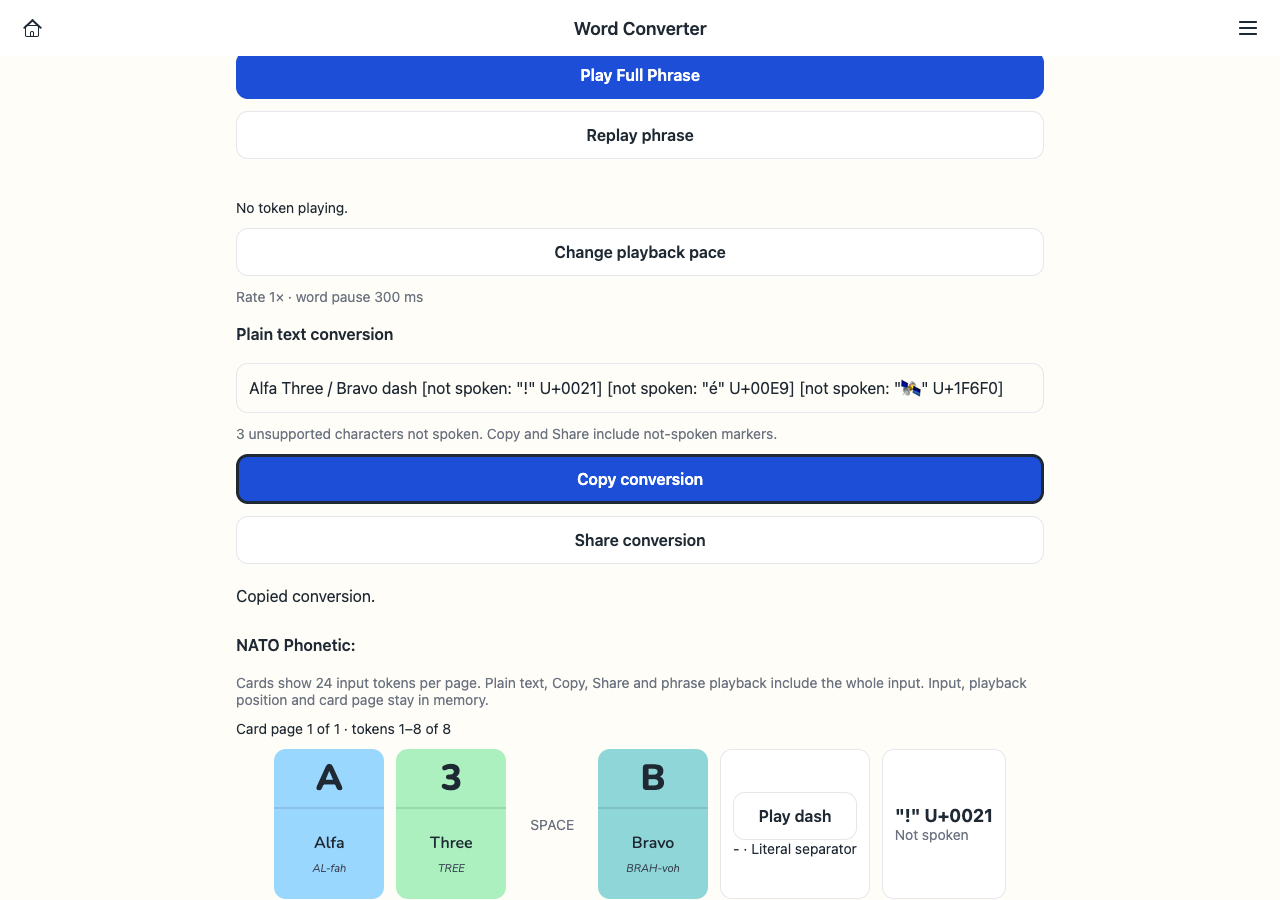 Word Converter
Play Full Phrase
Replay phrase
No token playing.
Change playback pace
Rate 1× · word pause 300 ms
Plain text conversion
Alfa Three / Bravo dash [not spoken: "!" U+0021] [not spoken: "é" U+00E9] [not spoken: "🛰" U+1F6F0]
3 unsupported characters not spoken. Copy and Share include not-spoken markers.
Copy conversion
Share conversion
Copied conversion.
NATO Phonetic:
Cards show 24 input tokens per page. Plain text, Copy, Share and phrase playback include the whole input. Input, playback
position and card page stay in memory.
Card page 1 of 1 · tokens 1–8 of 8
A
Alfa
AL-fah
3
Three
TREE
SPACE
B
Bravo
BRAH-voh
Play dash
- · Literal separator
"!" U+0021
Not spoken